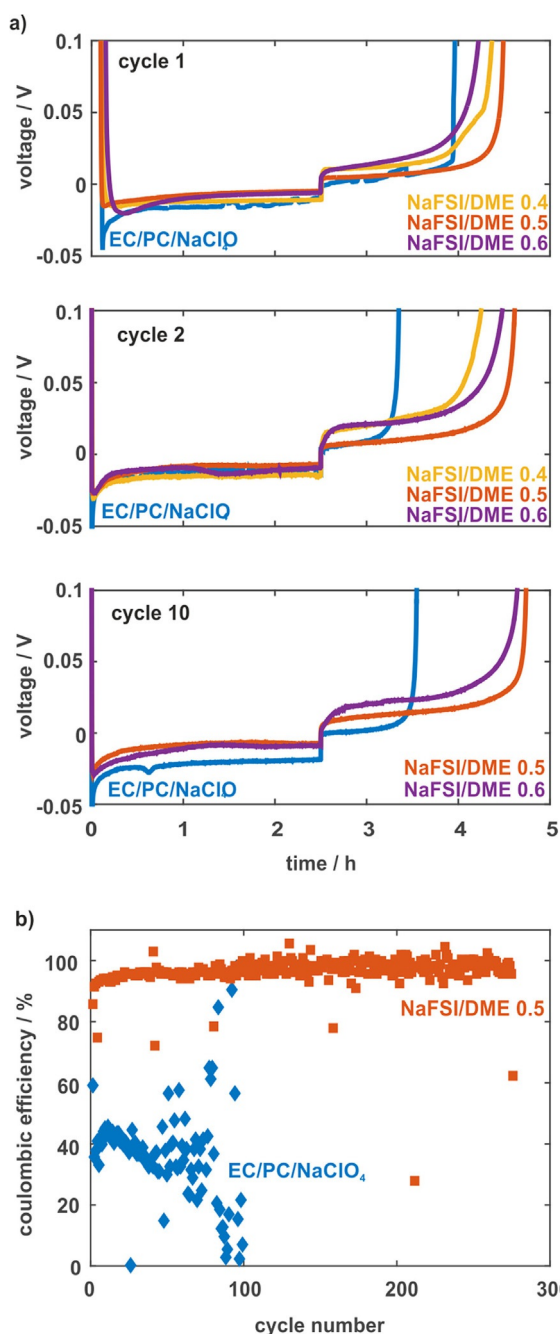 a)
0.1
cycle 1
0.05
voltage / V
0
NaFSI/DME 0.4
NaFSI/DME 0.5
EC/PC/NaClO
NaFSI/DME 0.6
-0.05
0.1
cycle 2
0.05
voltage / V
0
NaFSI/DME 0.4
NaFSI/DME 0.5
EC/PC/NaClO
NaFSI/DME 0.6
-0.05
0.1
cycle 10
0.05
voltage / V
0
NaFSI/DME 0.5
EC/PC/NaClO
NaFSI/DME 0.6
-0.05
0 1 2 3 4 5
time / h
b)
100
NaFSI/DME 0.5
80
coulombic efficiency / %
60
40
EC/PC/NaClO₄
20
0
0 100 200 30
cycle number